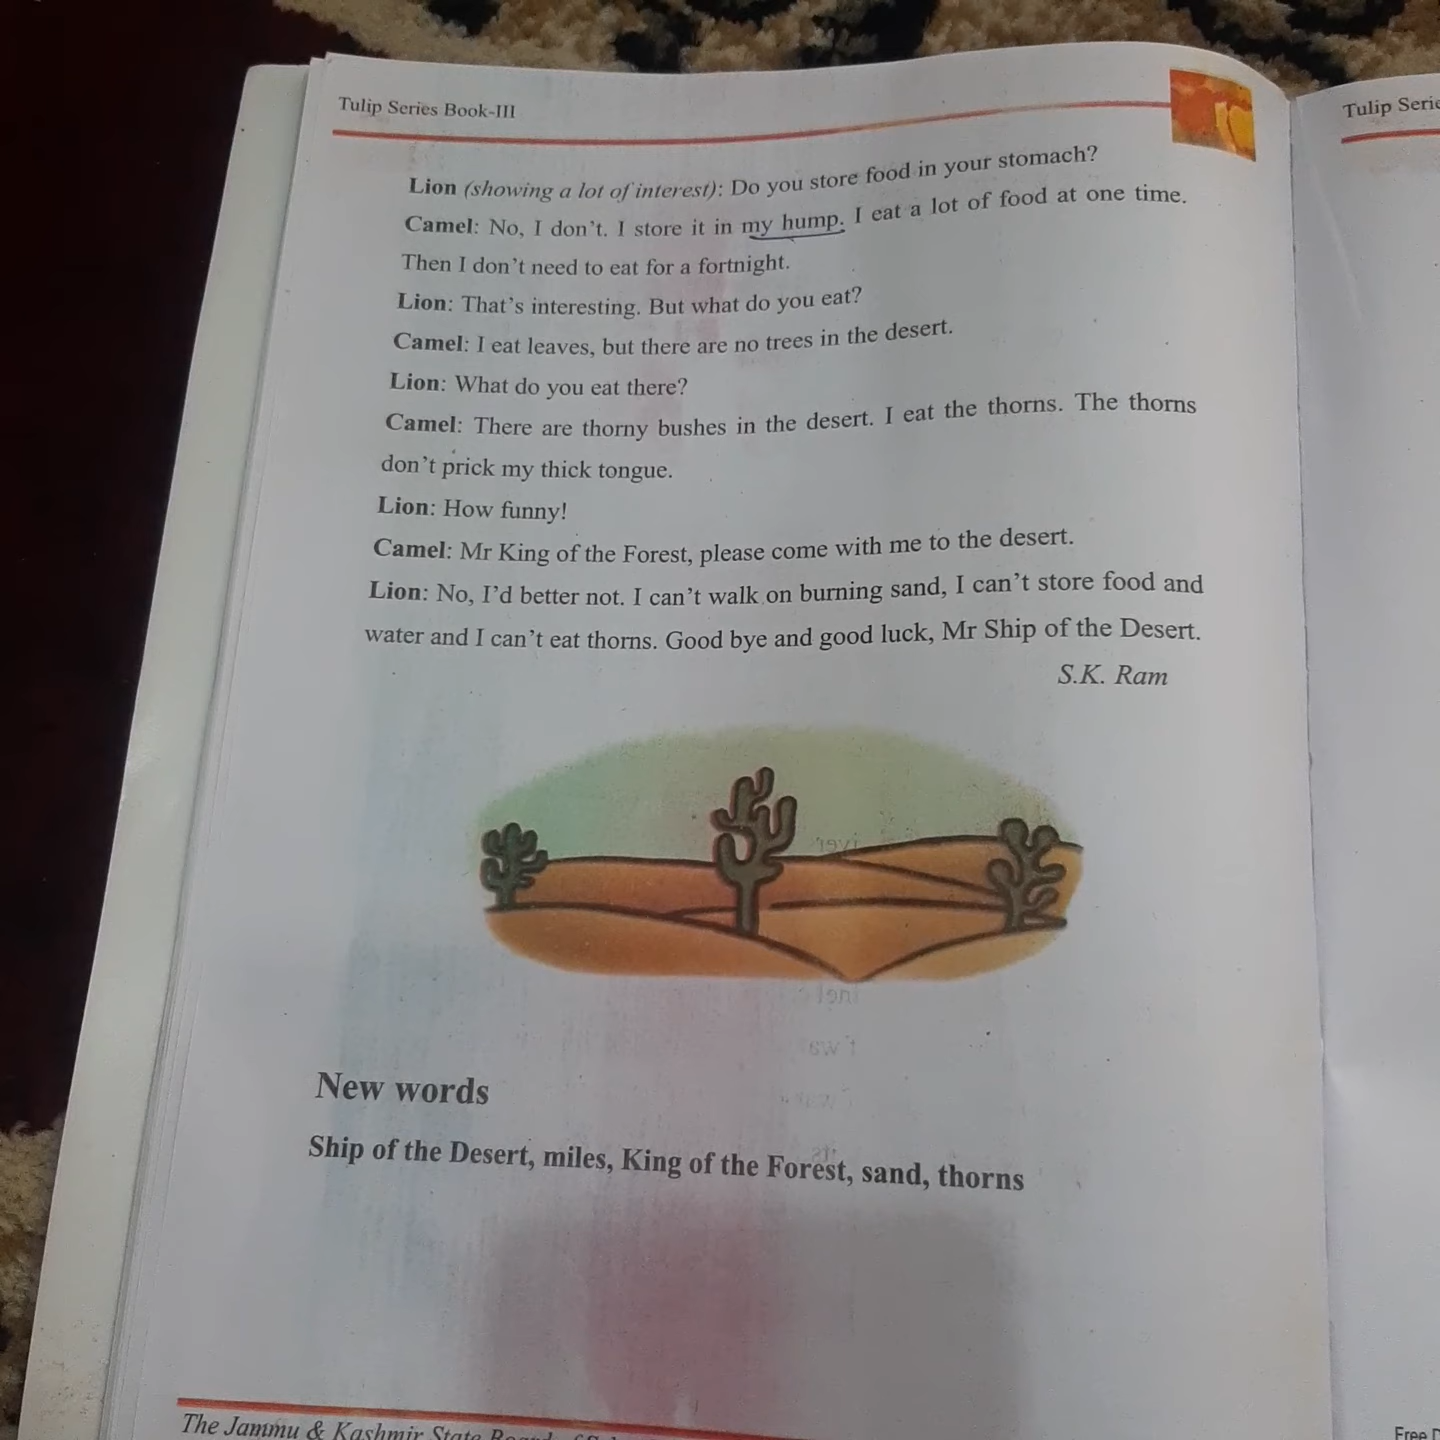 Tulip Series Book-III
Lion (showing a lot of interest): Do you store food in your stomach?
Camel: No, I don't. I store it in my hump. I eat a lot of food at one time.
Then I don't need to eat for a fortnight.
Lion: That's interesting. But what do you eat?
Camel: I eat leaves, but there are no trees in the desert.
Lion: What do you eat there?
Camel: There are thorny bushes in the desert. I eat the thorns. The thorns
don't prick my thick tongue.
Lion: How funny!
Camel: Mr King of the Forest, please come with me to the desert.
Lion: No, I'd better not. I can't walk on burning sand, I can't store food and
water and I can't eat thorns. Good bye and good luck, Mr Ship of the Desert.
S.K. Ram
New words
Ship of the Desert, miles, King of the Forest, sand, thorns
The Jammu & Kashmir State
Tulip
Free